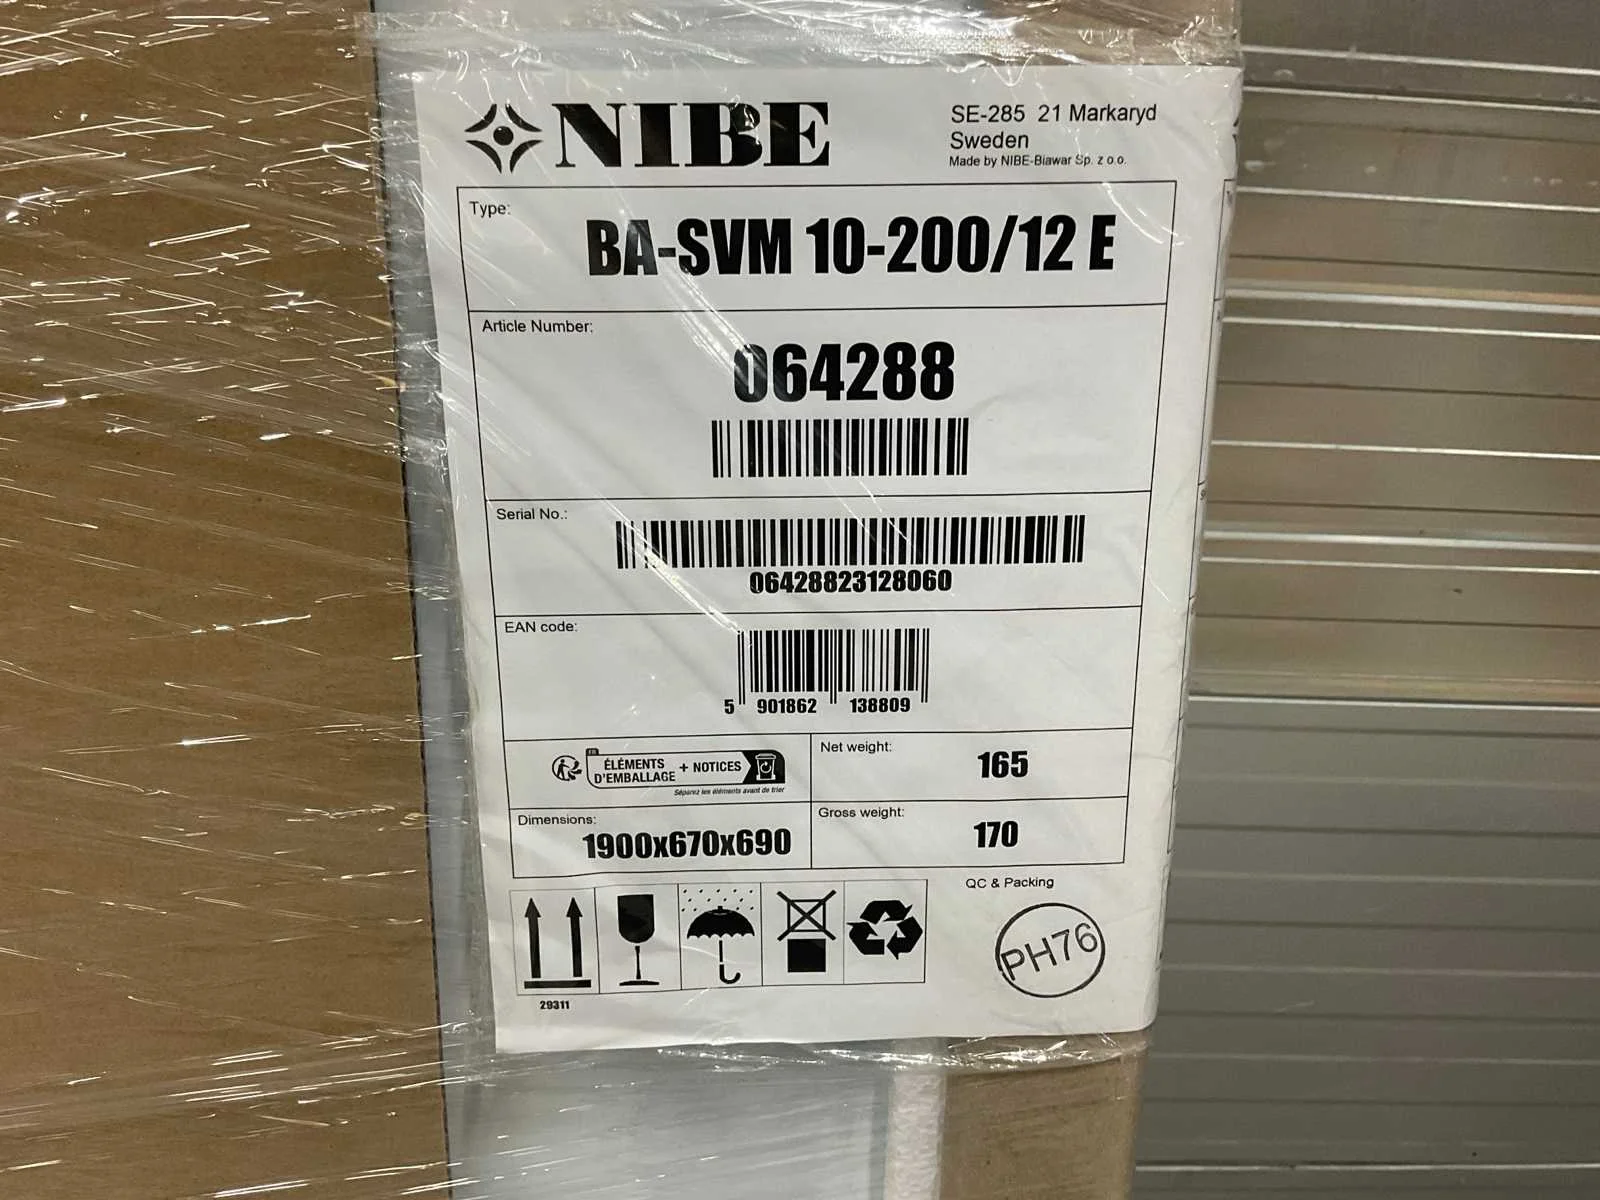 NIBE
SE-285 21 Markaryd
Sweden
Made by NIBE-Biawar Sp. z o.o.
Type:
BA-SVM 10-200/12 E
Article Number:
064288
Serial No.:
06428823128060
EAN code:
5 901862 138809
FR
ÉLÉMENTS
D'EMBALLAGE
+ NOTICES
Séparez les éléments avant de trier
Net weight:
165
Dimensions:
1900x670x690
Gross weight:
170
QC & Packing
PH76
29311